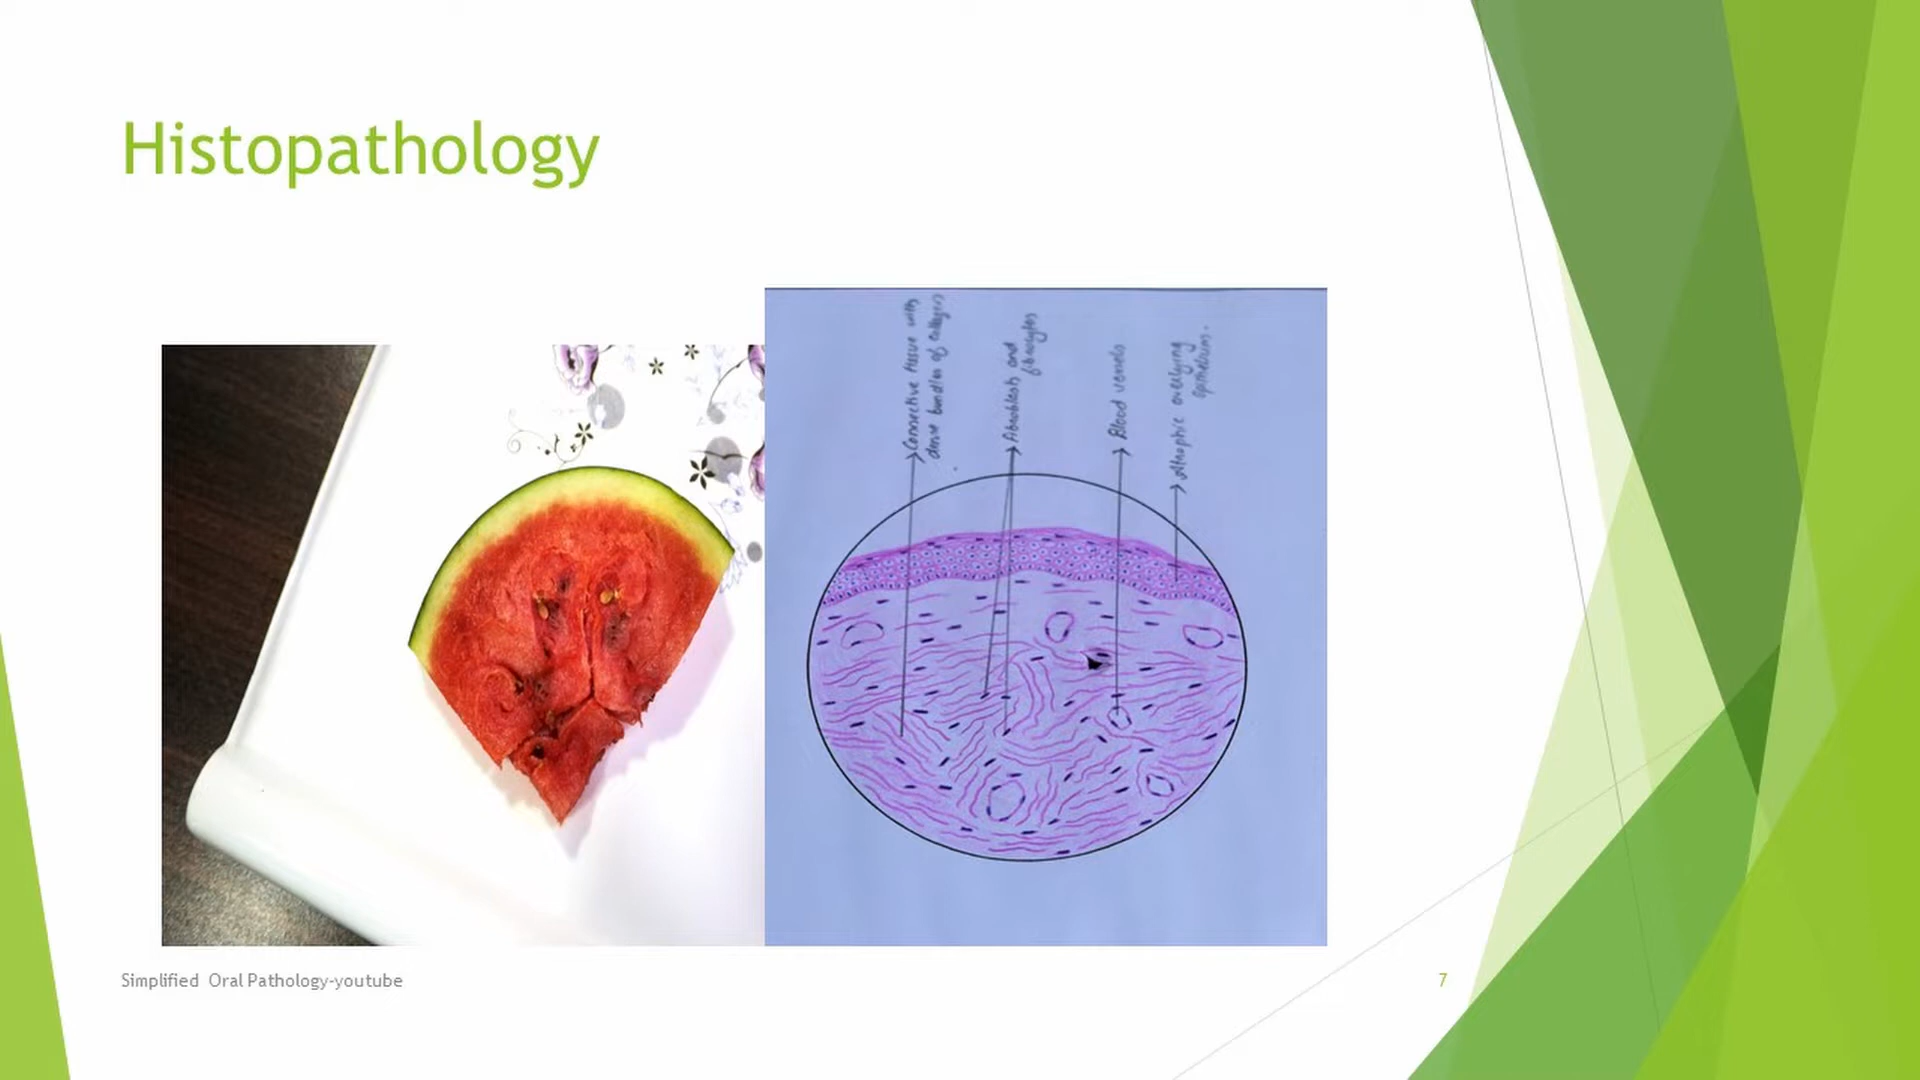 Histopathology
Connective tissue with
dense bundles of collagen
Fibroblasts and
fibrocytes
Blood vessels
Atrophic overlying
epithelium.
Simplified Oral Pathology-youtube
7